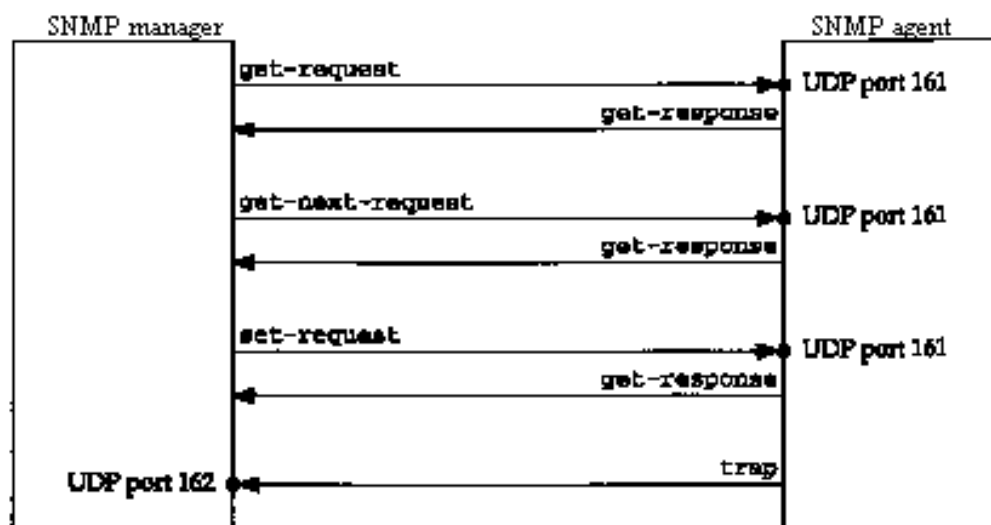 SNMP manager
SNMP agent
get-request
UDP port 161
get-response
get-next-request
UDP port 161
get-response
set-request
UDP port 161
get-response
trap
UDP port 162